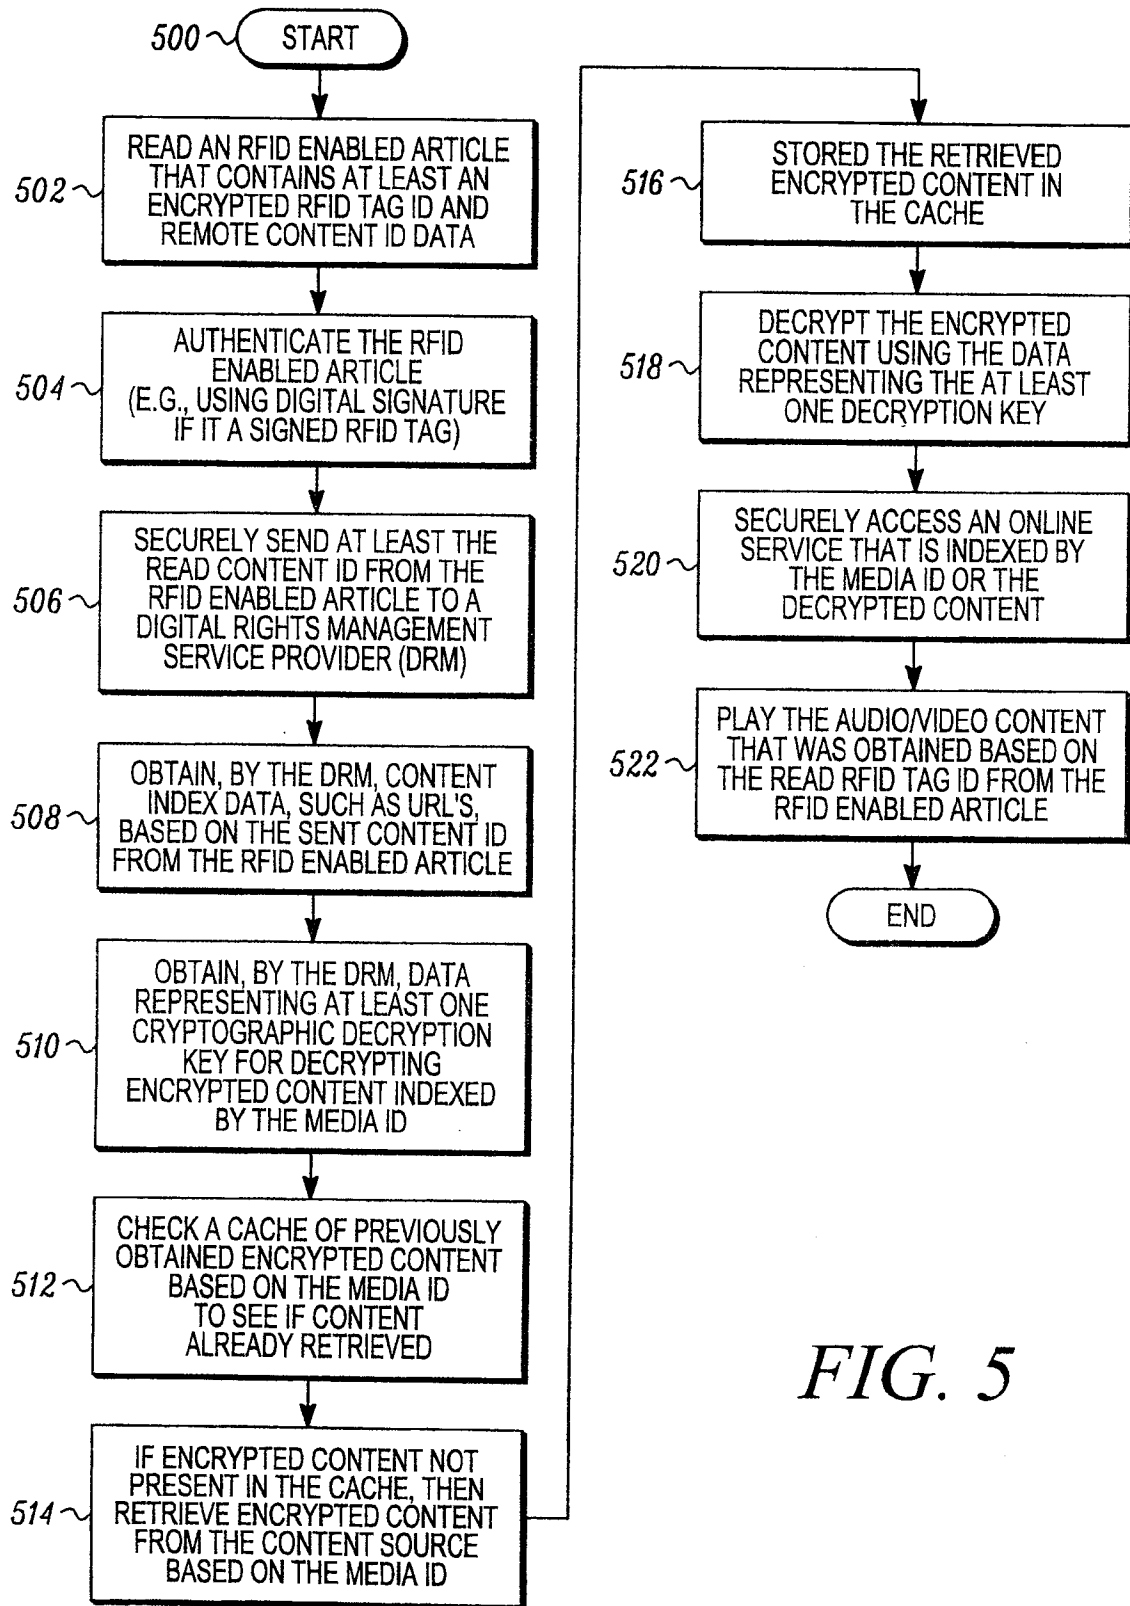 500
START
502
READ AN RFID ENABLED ARTICLE
THAT CONTAINS AT LEAST AN
ENCRYPTED RFID TAG ID AND
REMOTE CONTENT ID DATA
504
AUTHENTICATE THE RFID
ENABLED ARTICLE
(E.G., USING DIGITAL SIGNATURE
IF IT A SIGNED RFID TAG)
506
SECURELY SEND AT LEAST THE
READ CONTENT ID FROM THE
RFID ENABLED ARTICLE TO A
DIGITAL RIGHTS MANAGEMENT
SERVICE PROVIDER (DRM)
508
OBTAIN, BY THE DRM, CONTENT
INDEX DATA, SUCH AS URL'S,
BASED ON THE SENT CONTENT ID
FROM THE RFID ENABLED ARTICLE
510
OBTAIN, BY THE DRM, DATA
REPRESENTING AT LEAST ONE
CRYPTOGRAPHIC DECRYPTION
KEY FOR DECRYPTING
ENCRYPTED CONTENT INDEXED
BY THE MEDIA ID
512
CHECK A CACHE OF PREVIOUSLY
OBTAINED ENCRYPTED CONTENT
BASED ON THE MEDIA ID
TO SEE IF CONTENT
ALREADY RETRIEVED
514
IF ENCRYPTED CONTENT NOT
PRESENT IN THE CACHE, THEN
RETRIEVE ENCRYPTED CONTENT
FROM THE CONTENT SOURCE
BASED ON THE MEDIA ID
516
STORED THE RETRIEVED
ENCRYPTED CONTENT IN
THE CACHE
518
DECRYPT THE ENCRYPTED
CONTENT USING THE DATA
REPRESENTING THE AT LEAST
ONE DECRYPTION KEY
520
SECURELY ACCESS AN ONLINE
SERVICE THAT IS INDEXED BY
THE MEDIA ID OR THE
DECRYPTED CONTENT
522
PLAY THE AUDIO/VIDEO CONTENT
THAT WAS OBTAINED BASED ON
THE READ RFID TAG ID FROM THE
RFID ENABLED ARTICLE
END
FIG. 5